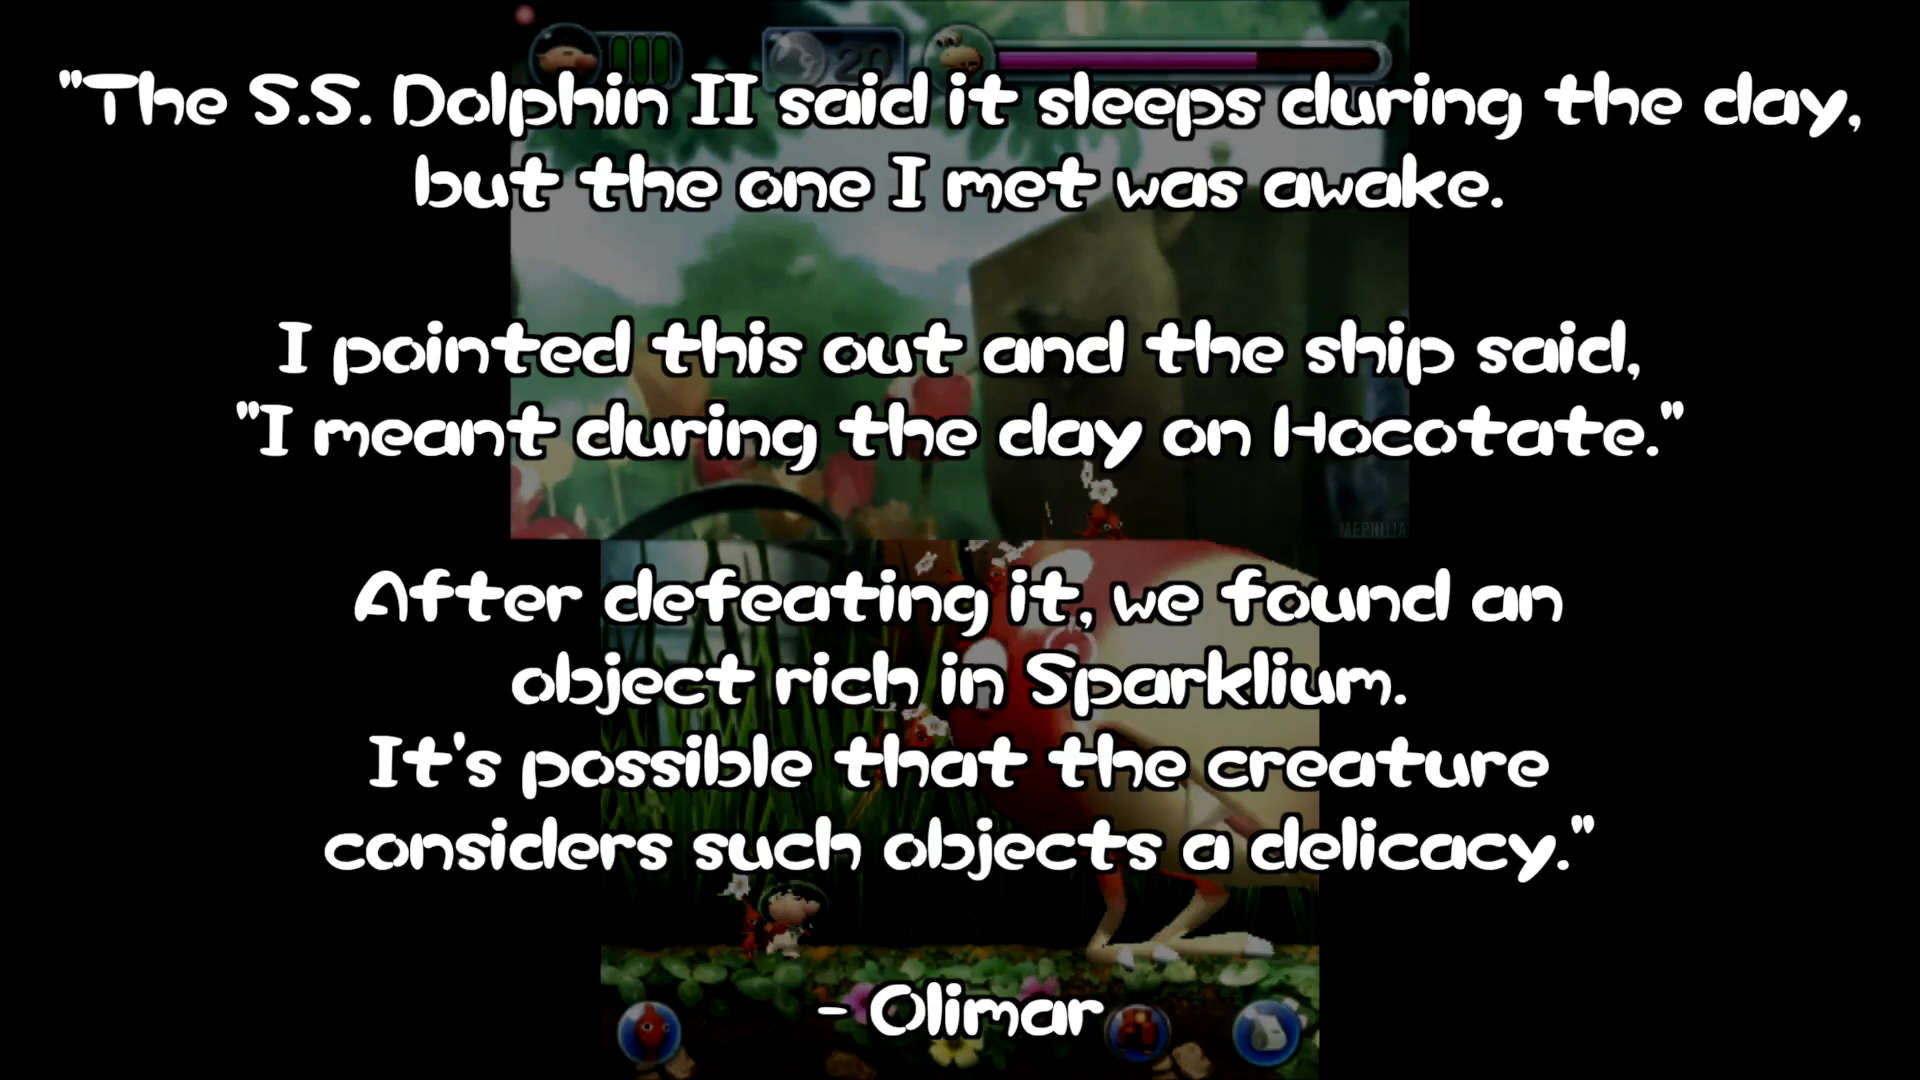 20
"The S.S. Dolphin II said it sleeps during the day,
but the one I met was awake.
I pointed this out and the ship said,
"I meant during the day on Hocotate."
MEPHILIA
After defeating it, we found an
object rich in Sparklium.
It's possible that the creature
considers such objects a delicacy."
- Olimar